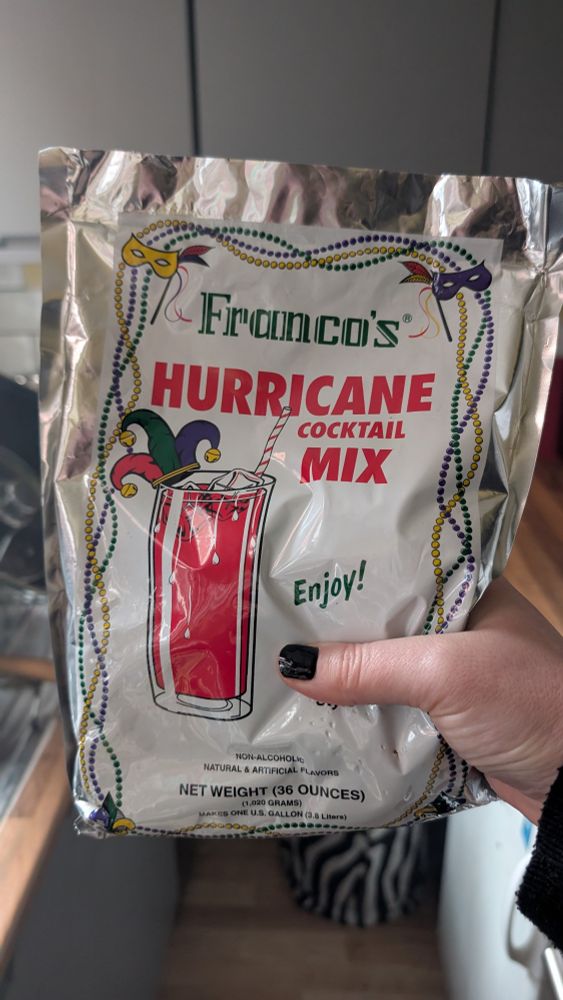 Franco's®
HURRICANE
COCKTAIL
MIX
Enjoy!
NON-ALCOHOLIC
NATURAL & ARTIFICIAL FLAVORS
NET WEIGHT (36 OUNCES)
(1,020 GRAMS)
MAKES ONE U.S. GALLON (3.8 Liters)